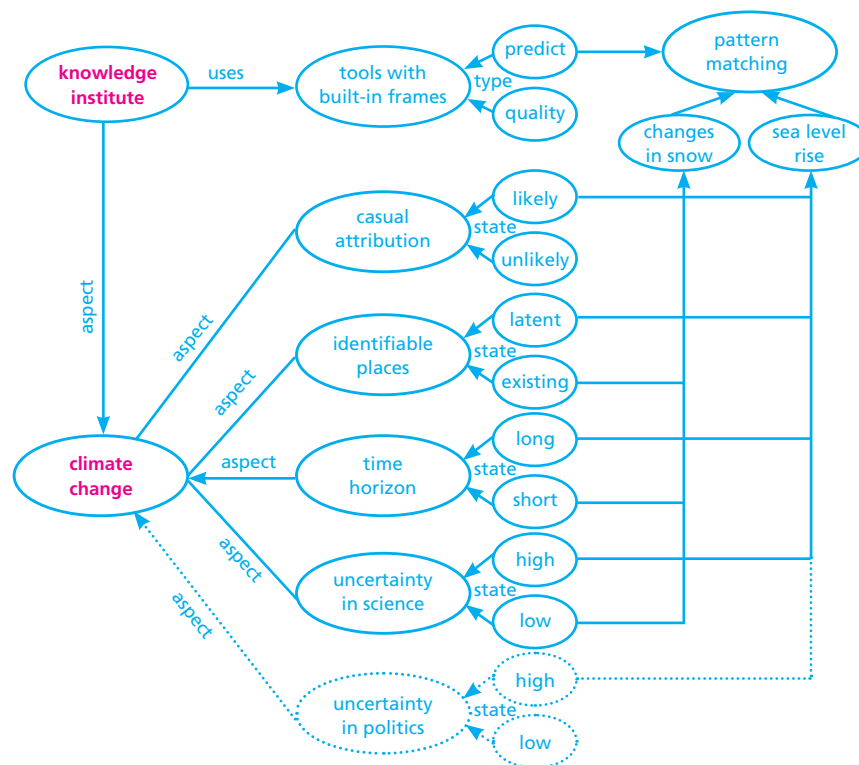 knowledge
institute
uses
tools with
built-in frames
predict
type
quality
pattern
matching
changes
in snow
sea level
rise
aspect
casual
attribution
likely
state
unlikely
aspect
identifiable
places
latent
state
existing
aspect
climate
change
aspect
time
horizon
long
state
short
aspect
uncertainty
in science
high
state
low
aspect
uncertainty
in politics
high
state
low